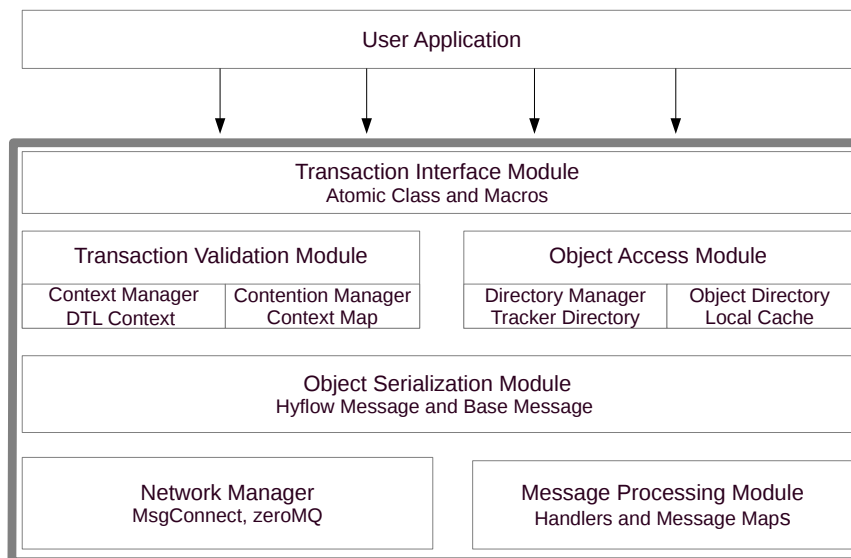 User Application
Transaction Interface Module
Atomic Class and Macros
Transaction Validation Module
Context Manager
DTL Context
Contention Manager
Context Map
Object Access Module
Directory Manager
Tracker Directory
Object Directory
Local Cache
Object Serialization Module
Hyflow Message and Base Message
Network Manager
MsgConnect, zeroMQ
Message Processing Module
Handlers and Message Maps